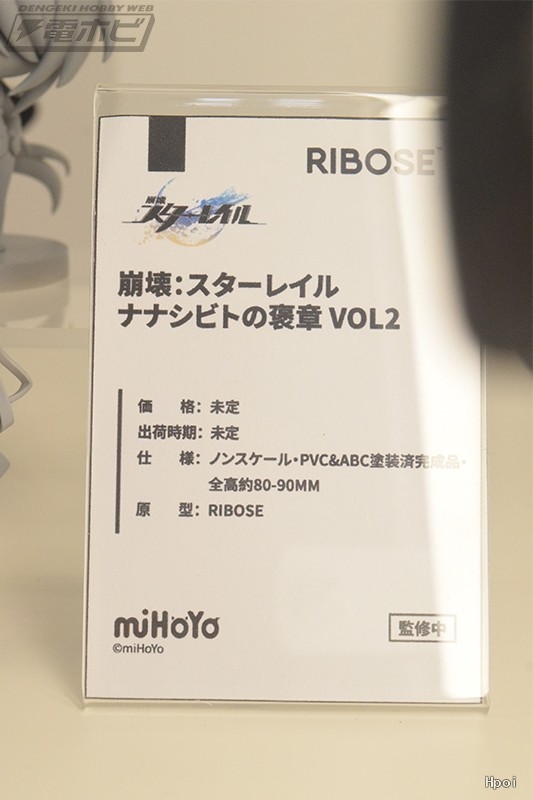 DENGEKI HOBBY WEB
電ホビ
RIBOSE
崩壊
スターレイル
崩壊：スターレイル
ナナシビトの褒章 VOL2
価　格： 未定
出荷時期： 未定
仕　様： ノンスケール・PVC&ABC塗装済完成品・
全高約80-90MM
原　型： RIBOSE
miHoYo
©miHoYo
監修中
Hpoi